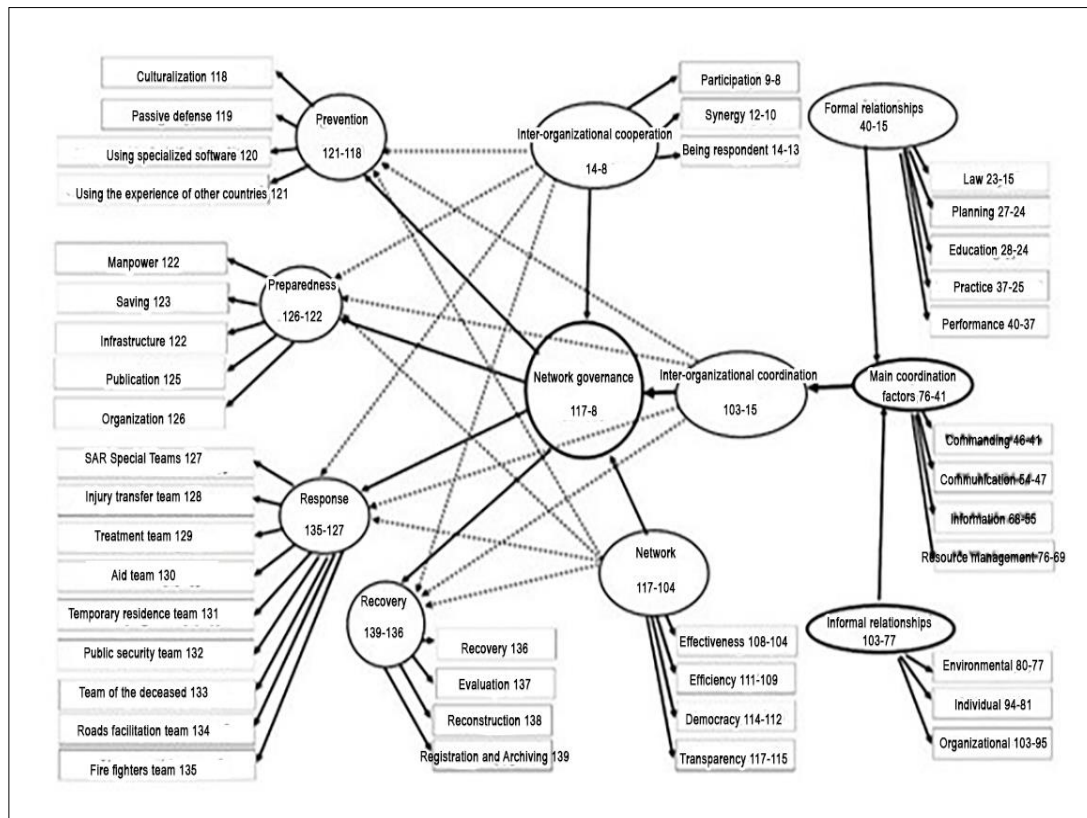 Culturalization 118
Passive defense 119
Using specialized software 120
Using the experience of other countries 121
Prevention
121-118
Inter-organizational cooperation
14-8
Participation 9-8
Synergy 12-10
Being respondent 14-13
Formal relationships
40-15
Law 23-15
Planning 27-24
Education 28-24
Practice 37-25
Performance 40-37
Manpower 122
Saving 123
Infrastructure 122
Publication 125
Organization 126
Preparedness
126-122
Network governance
117-8
Inter-organizational coordination
103-15
Main coordination
factors 76-41
Commanding 46-41
Communication 54-47
Information
Resource management 76-69
SAR Special Teams 127
Injury transfer team 128
Treatment team 129
Aid team 130
Temporary residence team 131
Public security team 132
Team of the deceased 133
Roads facilitation team 134
Fire fighters team 135
Response
135-127
Recovery
139-136
Recovery 136
Evaluation 137
Reconstruction 138
Registration and Archiving 139
Network
117-104
Effectiveness 108-104
Efficiency 111-109
Democracy 114-112
Transparency 117-115
Informal relationships
103-77
Environmental 80-77
Individual 94-81
Organizational 103-95